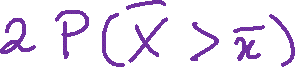 2 P(X̅ > x̄)